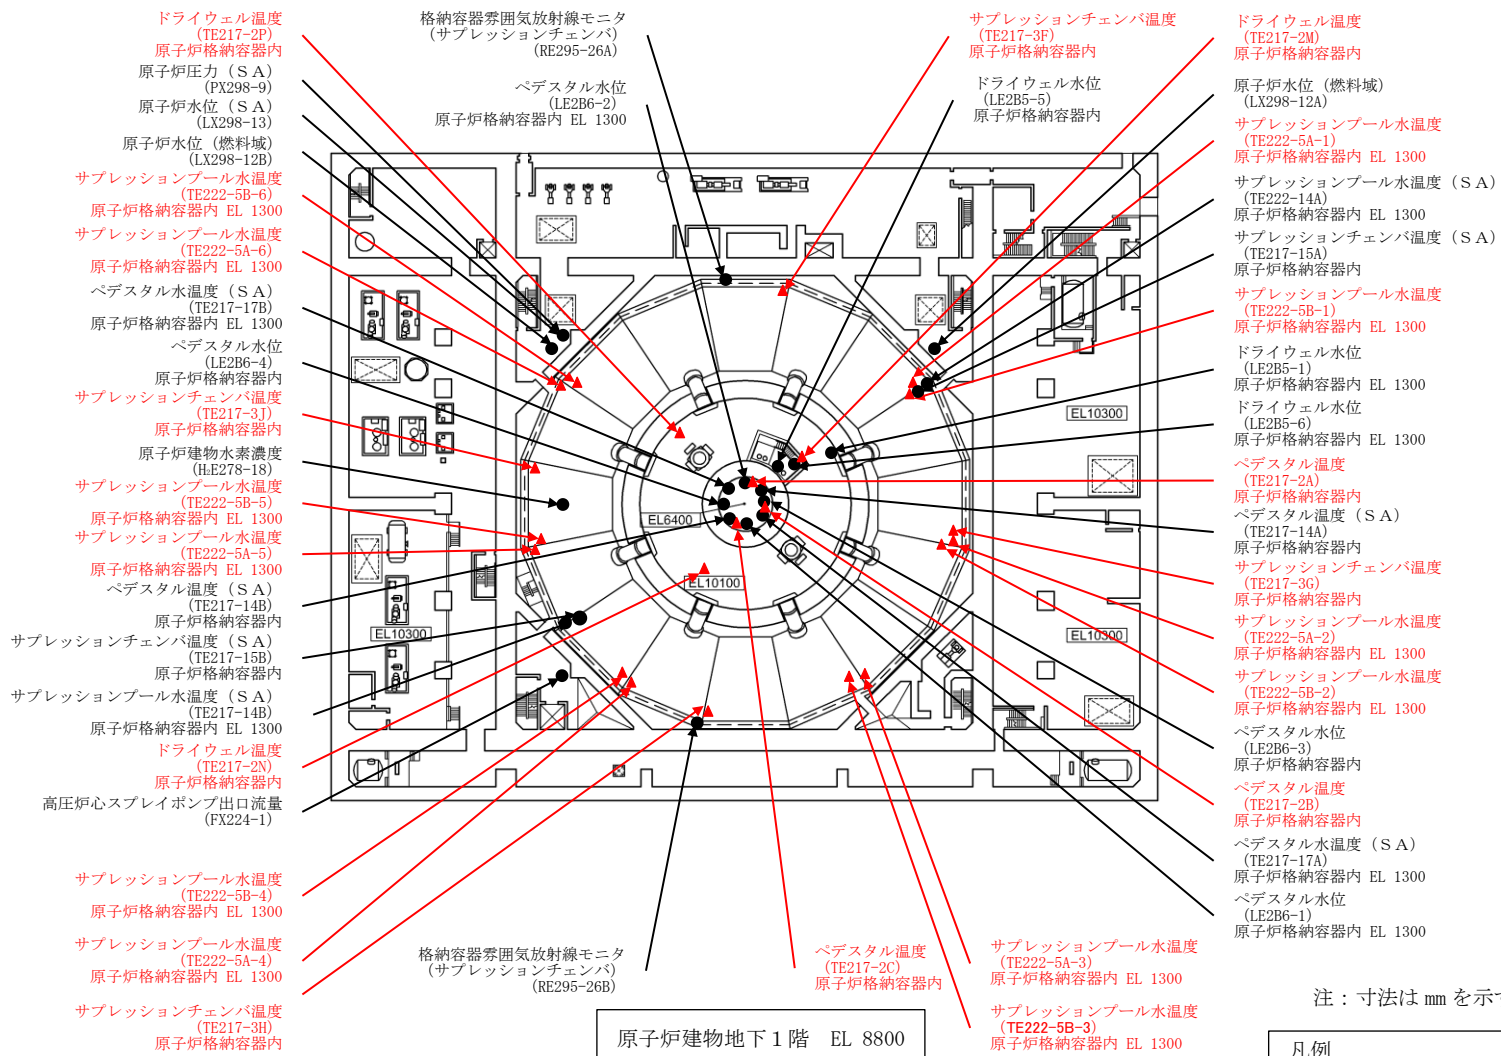 ドライウェル温度
(TE217-2P)
原子炉格納容器内
原子炉圧力（ＳＡ）
(PX298-9)
原子炉水位（ＳＡ）
(LX298-13)
原子炉水位（燃料域）
(LX298-12B)
サプレッションプール水温度
(TE222-5B-6)
原子炉格納容器内 EL 1300
サプレッションプール水温度
(TE222-5A-6)
原子炉格納容器内 EL 1300
ペデスタル水温度（ＳＡ）
(TE217-17B)
原子炉格納容器内 EL 1300
ペデスタル水位
(LE2B6-4)
原子炉格納容器内
サプレッションチェンバ温度
(TE217-3J)
原子炉格納容器内
原子炉建物水素濃度
(H₂E278-18)
サプレッションプール水温度
(TE222-5B-5)
原子炉格納容器内 EL 1300
サプレッションプール水温度
(TE222-5A-5)
原子炉格納容器内 EL 1300
ペデスタル温度（ＳＡ）
(TE217-14B)
原子炉格納容器内
サプレッションチェンバ温度（ＳＡ）
(TE217-15B)
原子炉格納容器内
サプレッションプール水温度（ＳＡ）
(TE217-14B)
原子炉格納容器内 EL 1300
ドライウェル温度
(TE217-2N)
原子炉格納容器内
高圧炉心スプレイポンプ出口流量
(FX224-1)
サプレッションプール水温度
(TE222-5B-4)
原子炉格納容器内 EL 1300
サプレッションプール水温度
(TE222-5A-4)
原子炉格納容器内 EL 1300
サプレッションチェンバ温度
(TE217-3H)
原子炉格納容器内
格納容器雰囲気放射線モニタ
(サプレッションチェンバ)
(RE295-26A)
ペデスタル水位
(LE2B6-2)
原子炉格納容器内 EL 1300
サプレッションチェンバ温度
(TE217-3F)
原子炉格納容器内
ドライウェル水位
(LE2B5-5)
原子炉格納容器内
EL10300
EL6400
EL10100
EL10300
EL10300
格納容器雰囲気放射線モニタ
(サプレッションチェンバ)
(RE295-26B)
ペデスタル温度
(TE217-2C)
原子炉格納容器内
サプレッションプール水温度
(TE222-5A-3)
原子炉格納容器内 EL 1300
サプレッションプール水温度
(TE222-5B-3)
原子炉格納容器内 EL 1300
原子炉建物地下１階　EL 8800
ドライウェル温度
(TE217-2M)
原子炉格納容器内
原子炉水位（燃料域）
(LX298-12A)
サプレッションプール水温度
(TE222-5A-1)
原子炉格納容器内 EL 1300
サプレッションプール水温度（ＳＡ）
(TE222-14A)
原子炉格納容器内 EL 1300
サプレッションチェンバ温度（ＳＡ）
(TE217-15A)
原子炉格納容器内
サプレッションプール水温度
(TE222-5B-1)
原子炉格納容器内 EL 1300
ドライウェル水位
(LE2B5-1)
原子炉格納容器内 EL 1300
ドライウェル水位
(LE2B5-6)
原子炉格納容器内 EL 1300
ペデスタル温度
(TE217-2A)
原子炉格納容器内
ペデスタル温度（ＳＡ）
(TE217-14A)
原子炉格納容器内
サプレッションチェンバ温度
(TE217-3G)
原子炉格納容器内
サプレッションプール水温度
(TE222-5A-2)
原子炉格納容器内 EL 1300
サプレッションプール水温度
(TE222-5B-2)
原子炉格納容器内 EL 1300
ペデスタル水位
(LE2B6-3)
原子炉格納容器内
ペデスタル温度
(TE217-2B)
原子炉格納容器内
ペデスタル水温度（ＳＡ）
(TE217-17A)
原子炉格納容器内 EL 1300
ペデスタル水位
(LE2B6-1)
原子炉格納容器内 EL 1300
注：寸法は mm を示す
凡例